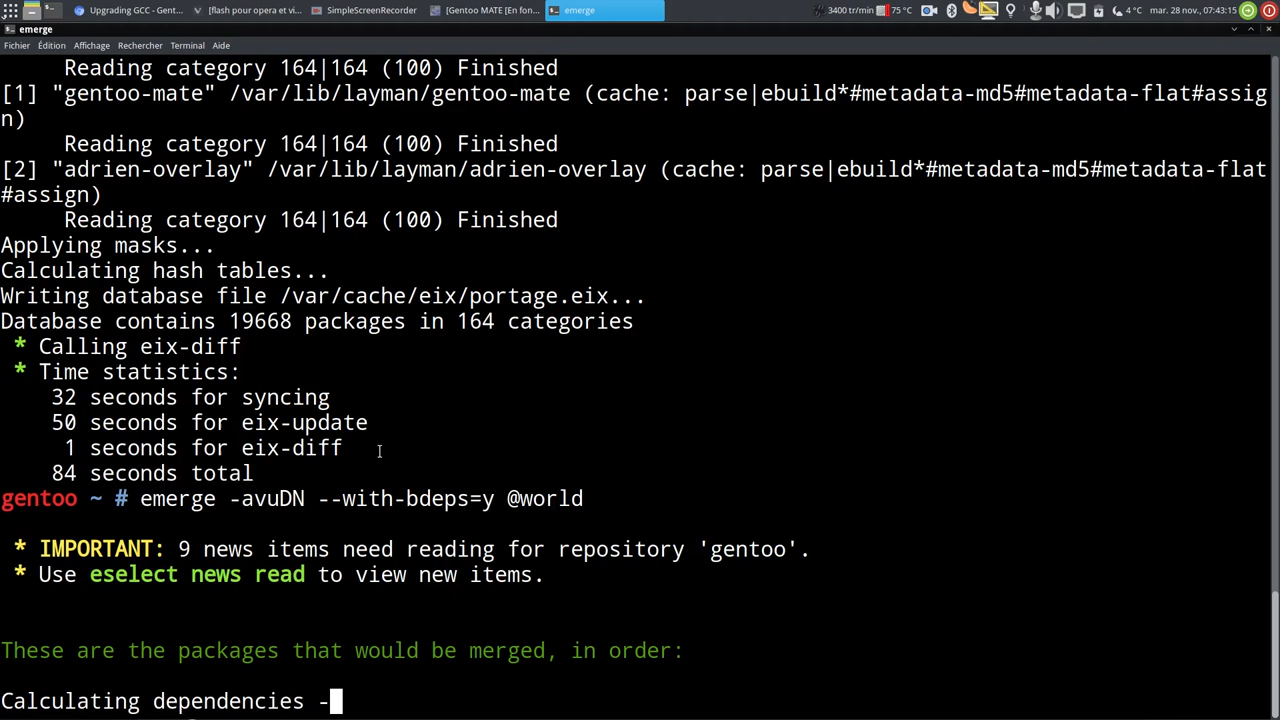 Upgrading GCC - Gent...
[flash pour opera et vi...
SimpleScreenRecorder
[Gentoo MATE [En fon...
emerge
3400 tr/min
75 °C
4 °C
mar. 28 nov., 07:43:15
emerge
Fichier Édition Affichage Rechercher Terminal Aide
Reading category 164|164 (100) Finished
[1] "gentoo-mate" /var/lib/layman/gentoo-mate (cache: parse|ebuild*#metadata-md5#metadata-flat#assig
n)
Reading category 164|164 (100) Finished
[2] "adrien-overlay" /var/lib/layman/adrien-overlay (cache: parse|ebuild*#metadata-md5#metadata-flat
#assign)
Reading category 164|164 (100) Finished
Applying masks...
Calculating hash tables...
Writing database file /var/cache/eix/portage.eix...
Database contains 19668 packages in 164 categories
* Calling eix-diff
* Time statistics:
32 seconds for syncing
50 seconds for eix-update
1 seconds for eix-diff
84 seconds total
gentoo ~ # emerge -avuDN --with-bdeps=y @world
* IMPORTANT: 9 news items need reading for repository 'gentoo'.
* Use eselect news read to view new items.
These are the packages that would be merged, in order:
Calculating dependencies -